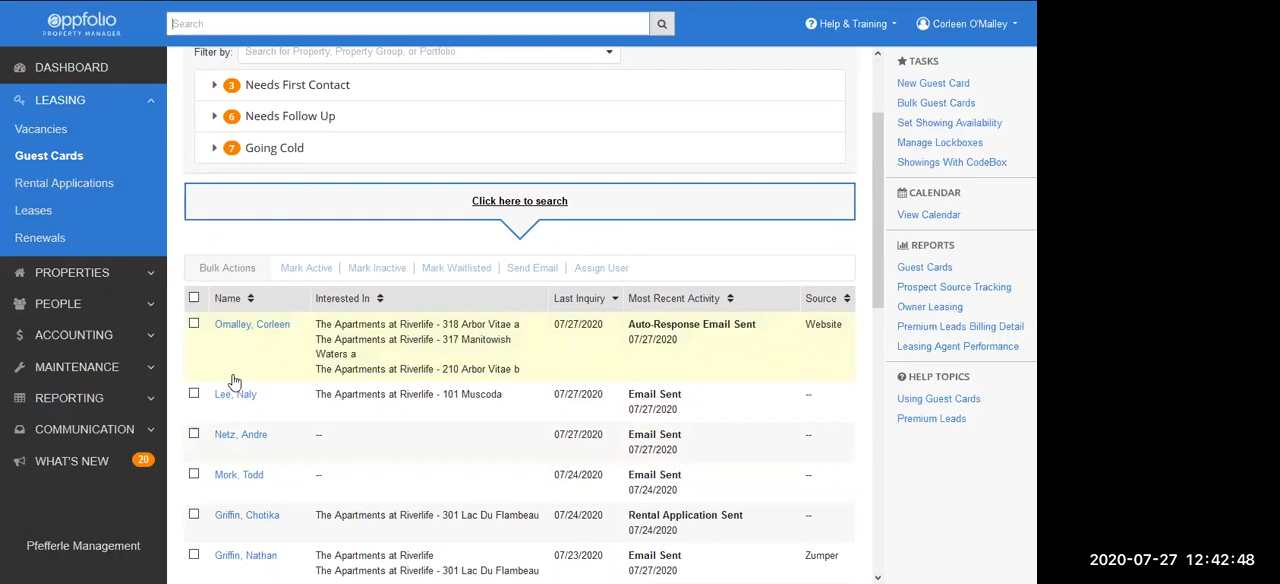 appfolio
PROPERTY MANAGER
Search
Help & Training
Corleen O'Malley
DASHBOARD
LEASING
Vacancies
Guest Cards
Rental Applications
Leases
Renewals
PROPERTIES
PEOPLE
ACCOUNTING
MAINTENANCE
REPORTING
COMMUNICATION
WHAT'S NEW 20
Pfefferle Management
Filter by: Search for Property, Property Group, or Portfolio
3 Needs First Contact
6 Needs Follow Up
7 Going Cold
Click here to search
Bulk Actions Mark Active | Mark Inactive | Mark Waitlisted | Send Email | Assign User
Name Interested In Last Inquiry Most Recent Activity Source
Omalley, Corleen The Apartments at Riverlife - 318 Arbor Vitae a 07/27/2020 Auto-Response Email Sent Website
The Apartments at Riverlife - 317 Manitowish 07/27/2020
Waters a
The Apartments at Riverlife - 210 Arbor Vitae b
Lee, Naly The Apartments at Riverlife - 101 Muscoda 07/27/2020 Email Sent --
07/27/2020
Netz, Andre -- 07/27/2020 Email Sent --
07/27/2020
Mork, Todd -- 07/24/2020 Email Sent --
07/24/2020
Griffin, Chotika The Apartments at Riverlife - 301 Lac Du Flambeau 07/24/2020 Rental Application Sent --
07/24/2020
Griffin, Nathan The Apartments at Riverlife 07/23/2020 Email Sent Zumper
The Apartments at Riverlife - 301 Lac Du Flambeau 07/27/2020
TASKS
New Guest Card
Bulk Guest Cards
Set Showing Availability
Manage Lockboxes
Showings With CodeBox
CALENDAR
View Calendar
REPORTS
Guest Cards
Prospect Source Tracking
Owner Leasing
Premium Leads Billing Detail
Leasing Agent Performance
HELP TOPICS
Using Guest Cards
Premium Leads
2020-07-27 12:42:48